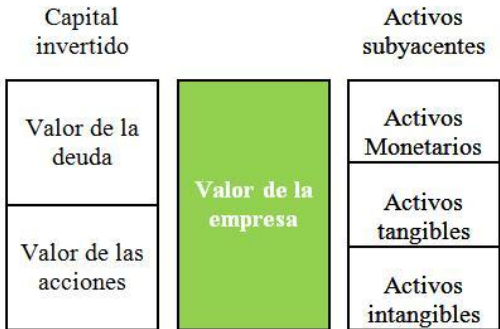 Capital
invertido
Valor de la
deuda
Valor de las
acciones
Valor de la
empresa
Activos
subyacentes
Activos
Monetarios
Activos
tangibles
Activos
intangibles